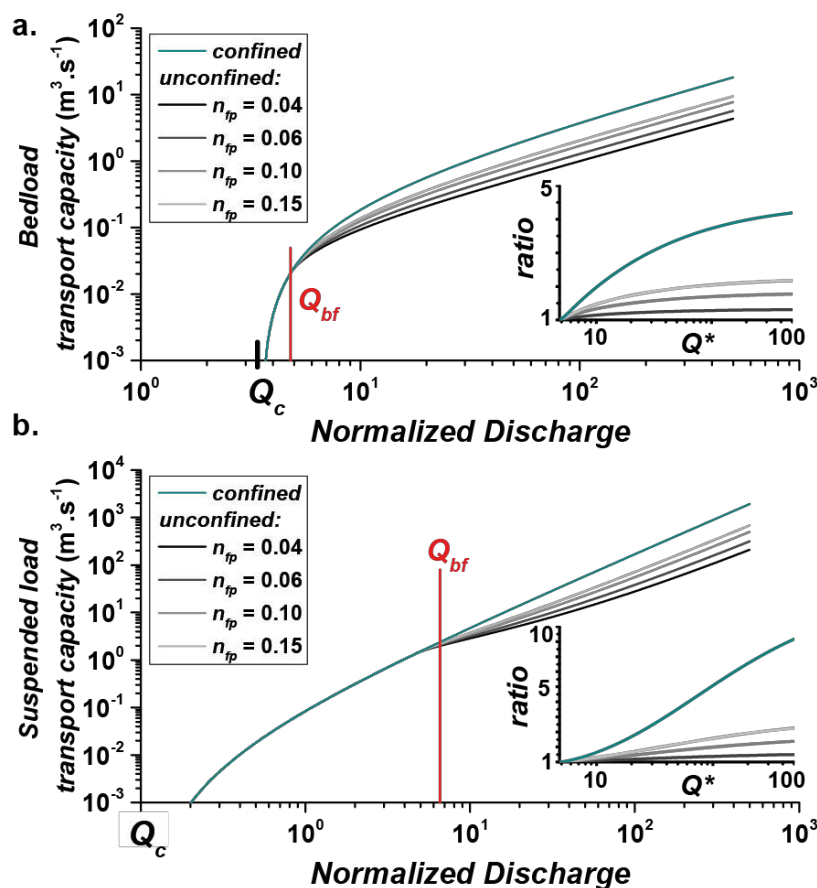 a.
10^2
10^1
10^0
10^-1
10^-2
10^-3
Bedload
transport capacity (m^3.s^-1)
confined
unconfined:
n_fp = 0.04
n_fp = 0.06
n_fp = 0.10
n_fp = 0.15
Q_bf
5
1
ratio
10
100
Q*
10^0
Q_c
10^1
10^2
10^3
Normalized Discharge
b.
10^4
10^3
10^2
10^1
10^0
10^-1
10^-2
10^-3
Suspended load
transport capacity (m^3.s^-1)
confined
unconfined:
n_fp = 0.04
n_fp = 0.06
n_fp = 0.10
n_fp = 0.15
Q_bf
10
5
1
ratio
10
100
Q*
Q_c
10^0
10^1
10^2
10^3
Normalized Discharge